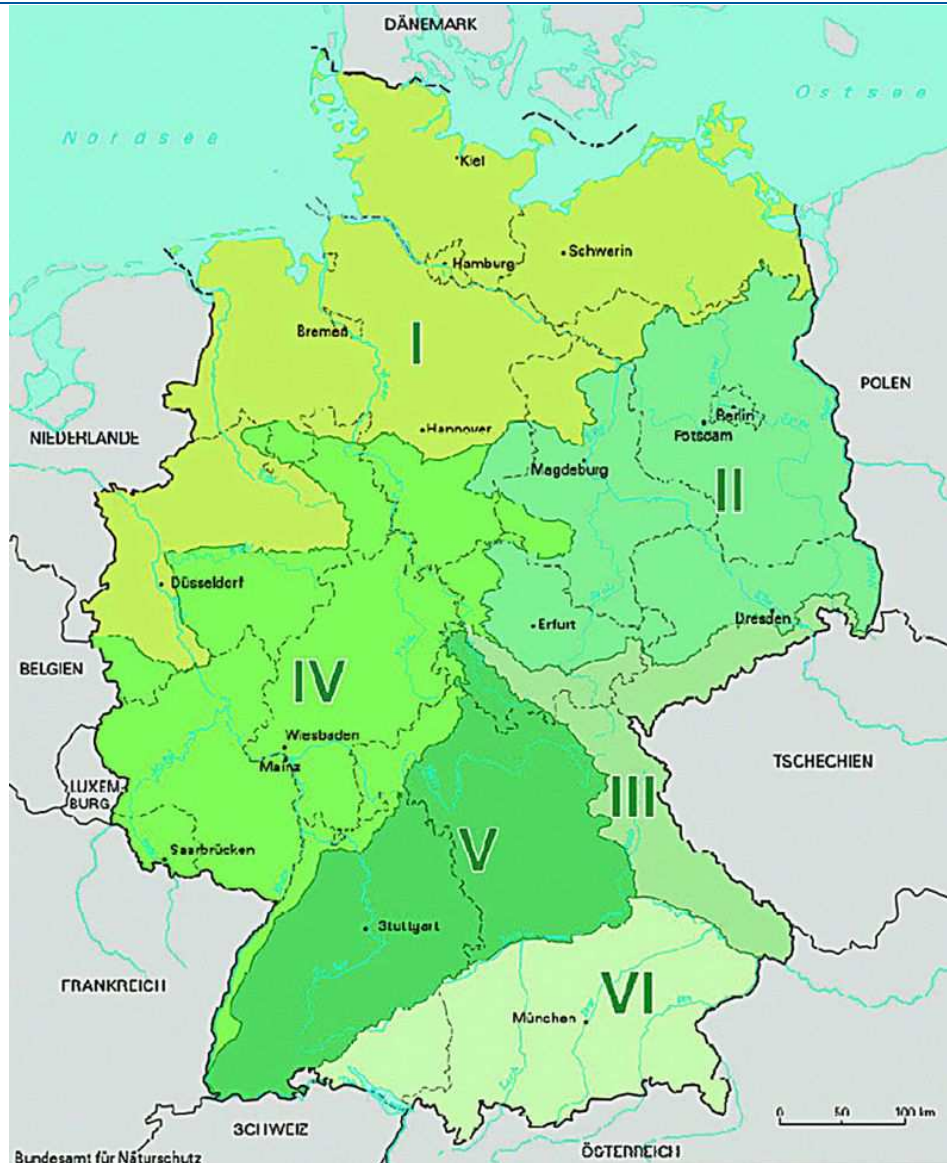 DÄNEMARK
Nordsee
Ostsee
Kiel
Schwerin
Hamburg
Bremen
I
POLEN
Berlin
Fotsdam
NIEDERLANDE
Hannover
Magdeburg
II
Düsseldorf
Erfurt
Dresden
BELGIEN
IV
Wiesbaden
Mainz
TSCHECHIEN
LUXEM-
BURG
III
V
Saarbrücken
Stuttgart
FRANKREICH
VI
München
0 50 100 km
SCHWEIZ
ÖSTERREICH
Bundesamt für Naturschutz